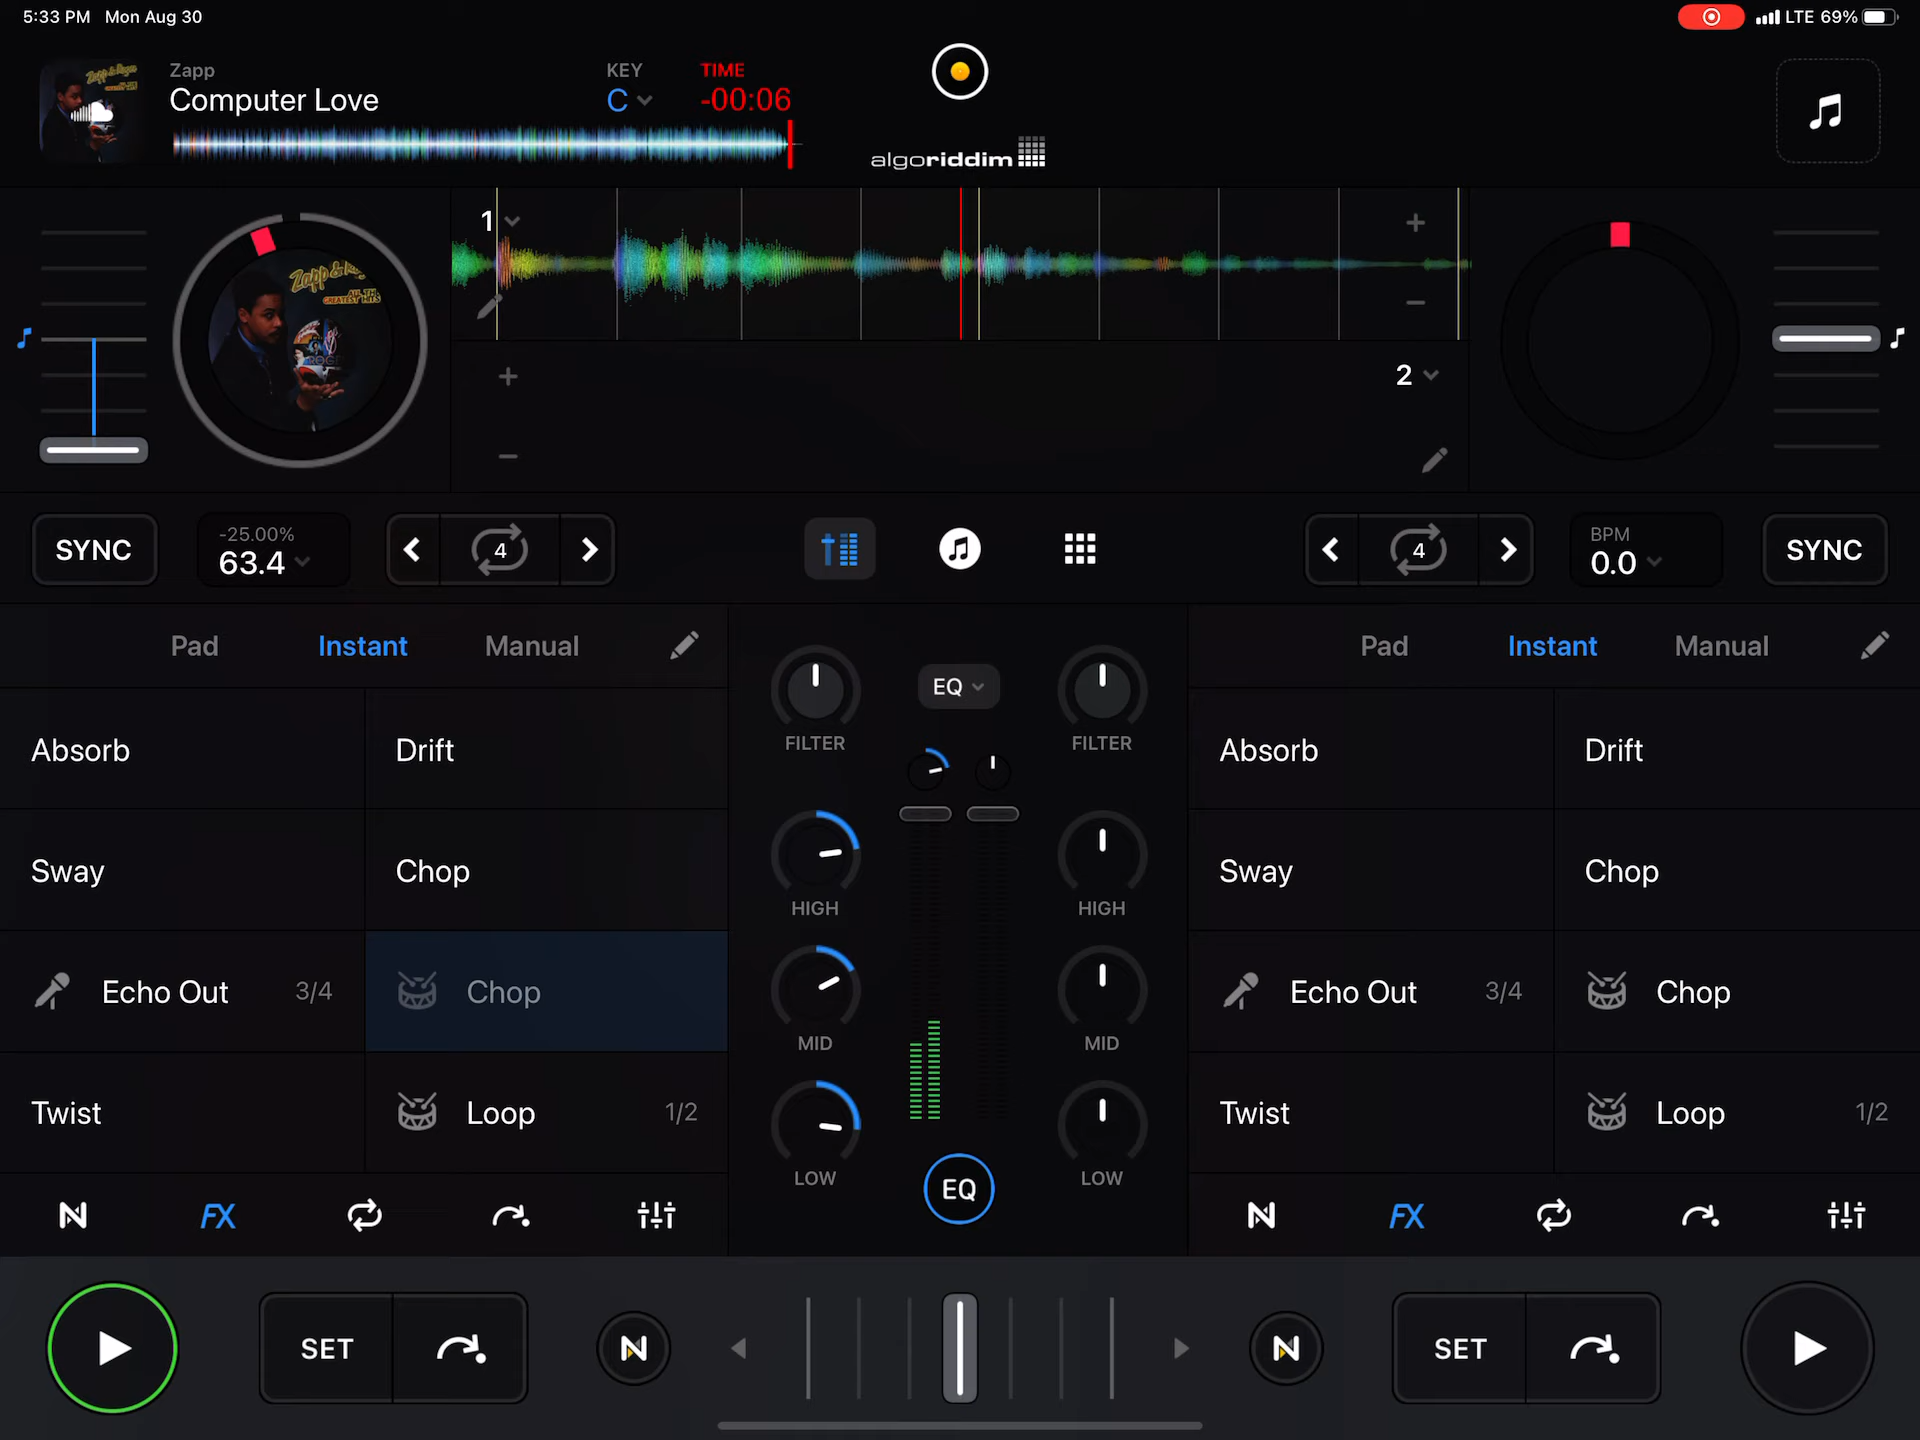 5:33 PM Mon Aug 30
LTE 69%
Zapp
Computer Love
KEY
C
TIME
-00:06
algoriddim
Zapp & Roger
1
2
SYNC
-25.00%
63.4
4
4
BPM
0.0
SYNC
Pad Instant Manual
Absorb
Drift
Sway
Chop
Echo Out 3/4
Chop
Twist
Loop 1/2
FX
EQ
FILTER
FILTER
HIGH
HIGH
MID
MID
LOW
LOW
EQ
Pad Instant Manual
Absorb
Drift
Sway
Chop
Echo Out 3/4
Chop
Twist
Loop 1/2
FX
SET
N
N
SET